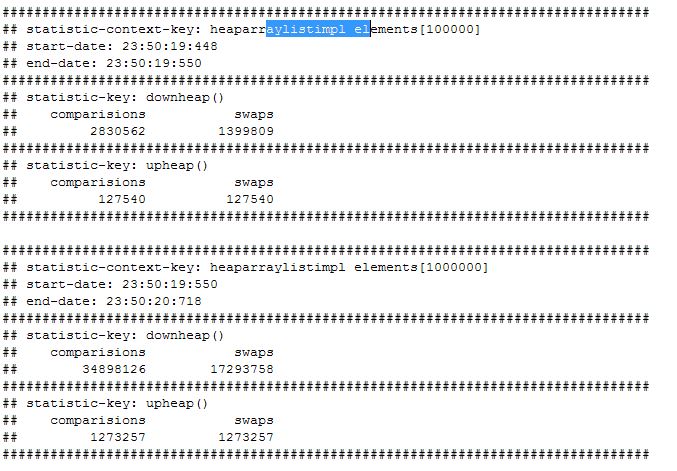 #################################################################################
## statistic-context-key: heaparraylistimpl elements[100000]
## start-date: 23:50:19:448
## end-date: 23:50:19:550
#################################################################################
## statistic-key: downheap()
##    comparisions           swaps
##         2830562         1399809
#################################################################################
## statistic-key: upheap()
##    comparisions           swaps
##          127540          127540
#################################################################################

#################################################################################
## statistic-context-key: heaparraylistimpl elements[1000000]
## start-date: 23:50:19:550
## end-date: 23:50:20:718
#################################################################################
## statistic-key: downheap()
##    comparisions           swaps
##        34898126        17293758
#################################################################################
## statistic-key: upheap()
##    comparisions           swaps
##         1273257         1273257
#################################################################################